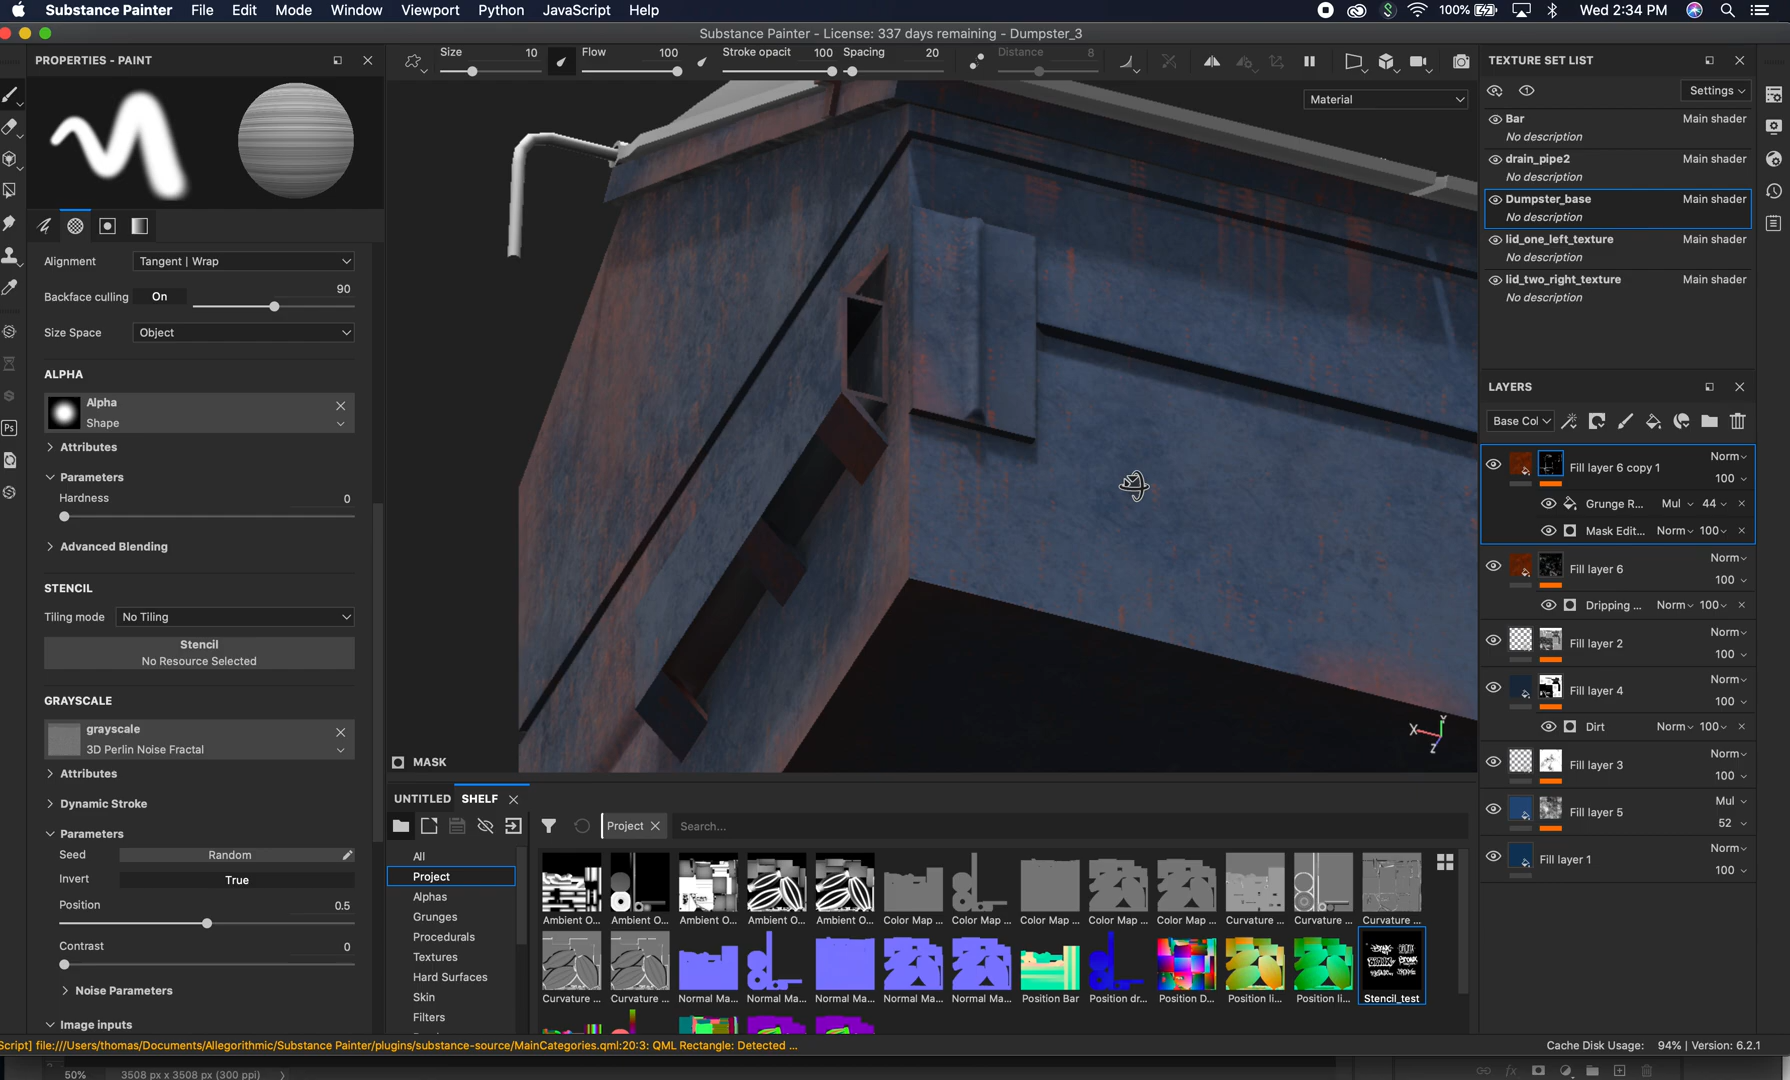 Substance Painter File Edit Mode Window Viewport Python JavaScript Help
100% Wed 2:34 PM
Substance Painter - License: 337 days remaining - Dumpster_3
PROPERTIES - PAINT
Size 10 Flow 100 Stroke opacit 100 Spacing 20 Distance 8
Material
Alignment Tangent | Wrap
Backface culling On 90
Size Space Object
ALPHA
Alpha
Shape
Attributes
Parameters
Hardness 0
Advanced Blending
STENCIL
Tiling mode No Tiling
Stencil
No Resource Selected
GRAYSCALE
grayscale
3D Perlin Noise Fractal
Attributes
Dynamic Stroke
Parameters
Seed Random
Invert True
Position 0.5
Contrast 0
Noise Parameters
Image inputs
Ps
X Y Z
MASK
UNTITLED SHELF
Project Search...
All
Project
Alphas
Grunges
Procedurals
Textures
Hard Surfaces
Skin
Filters
Ambient O... Ambient O... Ambient O... Ambient O... Ambient O... Color Map ... Color Map ... Color Map ... Color Map ... Color Map ... Curvature ... Curvature ... Curvature ...
Curvature ... Curvature ... Normal Ma... Normal Ma... Normal Ma... Normal Ma... Normal Ma... Position Bar Position dr... Position D... Position li... Position li... Stencil_test
TEXTURE SET LIST
Settings
Bar Main shader
No description
drain_pipe2 Main shader
No description
Dumpster_base Main shader
No description
lid_one_left_texture Main shader
No description
lid_two_right_texture Main shader
No description
LAYERS
Base Col
Fill layer 6 copy 1 Norm
100
Grunge R... Mul 44
Mask Edit... Norm 100
Fill layer 6 Norm
100
Dripping ... Norm 100
Fill layer 2 Norm
100
Fill layer 4 Norm
100
Dirt Norm 100
Fill layer 3 Norm
100
Fill layer 5 Mul
52
Fill layer 1 Norm
100
Script] file:///Users/thomas/Documents/Allegorithmic/Substance Painter/plugins/substance-source/MainCategories.qml:20:3: QML Rectangle: Detected ...
Cache Disk Usage: 94% | Version: 6.2.1
50% 3508 px x 3508 px (300 ppi)
fx